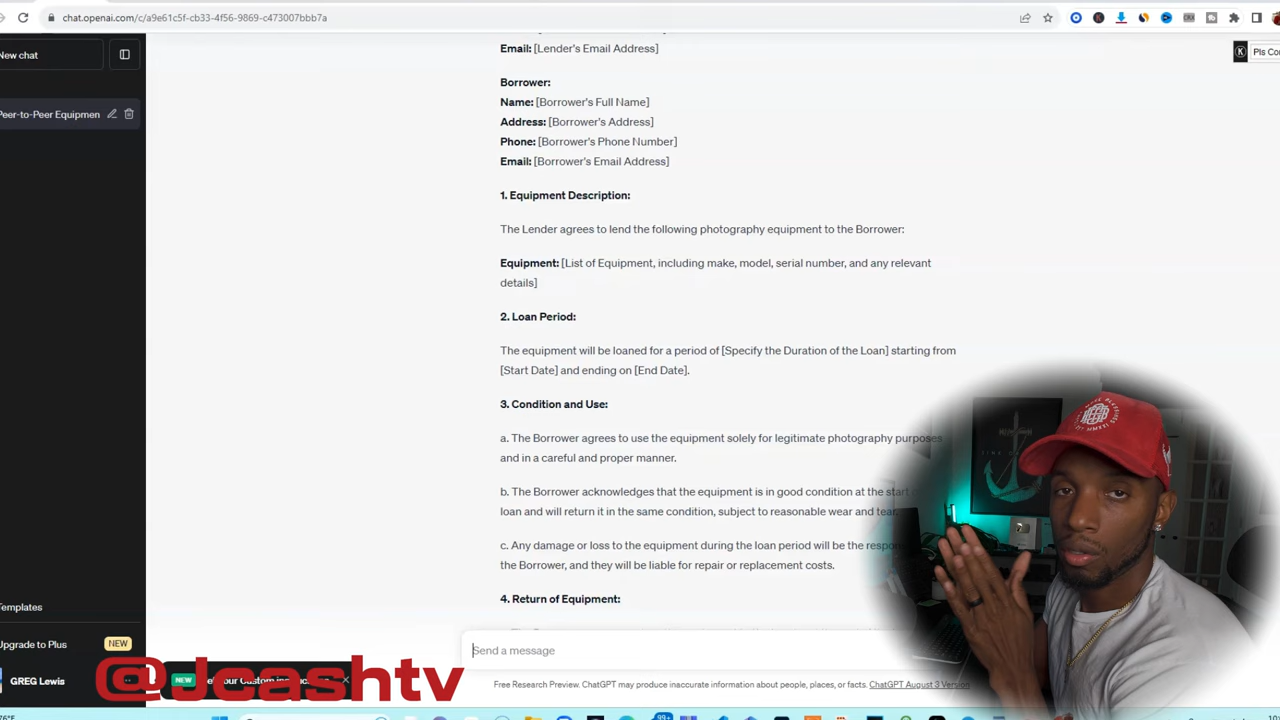 chat.openai.com/c/a9e61c5f-cb33-4f56-9869-c473007bbb7a
New chat
Pls Co
Email: [Lender's Email Address]
Borrower:
Peer-to-Peer Equipmen
Name: [Borrower's Full Name]
Address: [Borrower's Address]
Phone: [Borrower's Phone Number]
Email: [Borrower's Email Address]
1. Equipment Description:
The Lender agrees to lend the following photography equipment to the Borrower:
Equipment: [List of Equipment, including make, model, serial number, and any relevant
details]
2. Loan Period:
The equipment will be loaned for a period of [Specify the Duration of the Loan] starting from
[Start Date] and ending on [End Date].
3. Condition and Use:
a. The Borrower agrees to use the equipment solely for legitimate photography purposes
and in a careful and proper manner.
b. The Borrower acknowledges that the equipment is in good condition at the start
loan and will return it in the same condition, subject to reasonable wear and tear.
c. Any damage or loss to the equipment during the loan period will be the
the Borrower, and they will be liable for repair or replacement costs.
4. Return of Equipment:
Templates
Upgrade to Plus NEW
Send a message
GREG Lewis
NEW
@Jcashtv
Free Research Preview. ChatGPT may produce inaccurate information about people, places, or facts. ChatGPT August 3 Version
99+